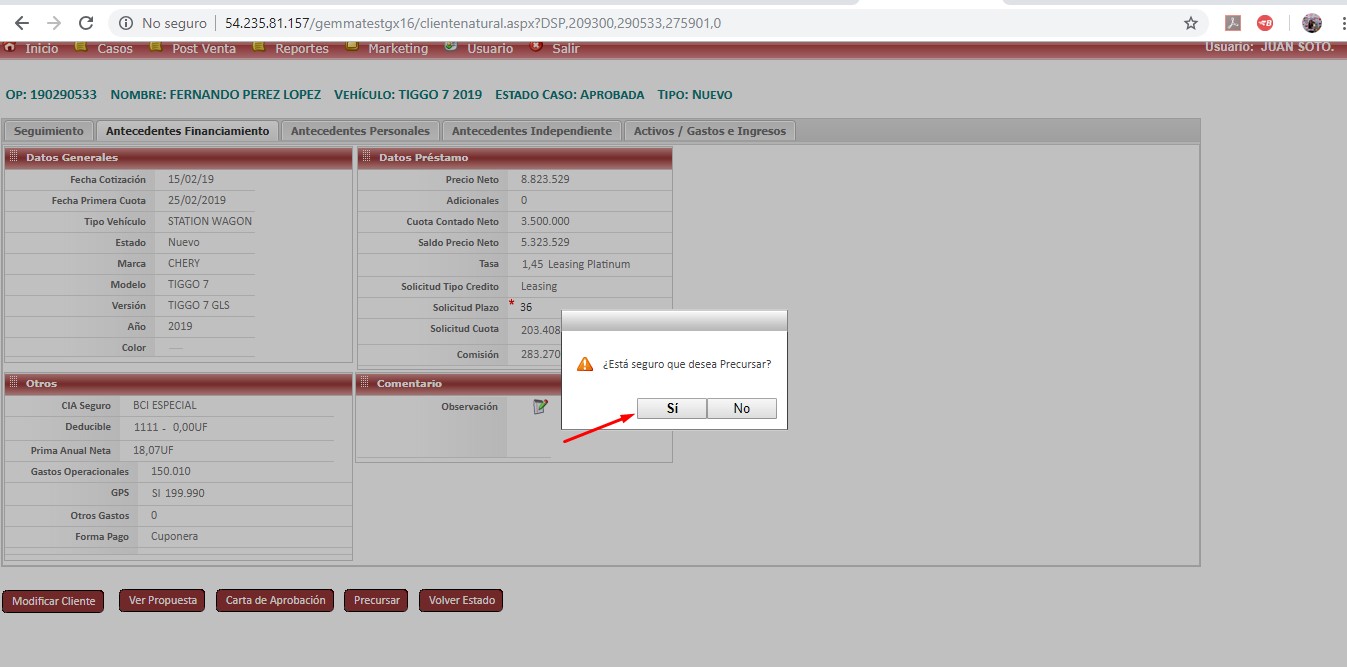 No seguro 54.235.81.157/gemmatestgx16/clientenatural.aspx?DSP,209300,290533,275901,0
Inicio Casos Post Venta Reportes Marketing Usuario Salir Usuario: JUAN SOTO.
OP: 190290533 NOMBRE: FERNANDO PEREZ LOPEZ VEHÍCULO: TIGGO 7 2019 ESTADO CASO: APROBADA TIPO: NUEVO
Seguimiento Antecedentes Financiamiento Antecedentes Personales Antecedentes Independiente Activos / Gastos e Ingresos
Datos Generales
Fecha Cotización 15/02/19
Fecha Primera Cuota 25/02/2019
Tipo Vehículo STATION WAGON
Estado Nuevo
Marca CHERY
Modelo TIGGO 7
Versión TIGGO 7 GLS
Año 2019
Color ----
Datos Préstamo
Precio Neto 8.823.529
Adicionales 0
Cuota Contado Neto 3.500.000
Saldo Precio Neto 5.323.529
Tasa 1,45 Leasing Platinum
Solicitud Tipo Credito Leasing
Solicitud Plazo * 36
Solicitud Cuota 203.408
Comisión 283.270
Otros
CIA Seguro BCI ESPECIAL
Deducible 1111 - 0,00UF
Prima Anual Neta 18,07UF
Gastos Operacionales 150.010
GPS SI 199.990
Otros Gastos 0
Forma Pago Cuponera
Comentario
Observación
¿Está seguro que desea Precursar?
Sí No
Modificar Cliente Ver Propuesta Carta de Aprobación Precursar Volver Estado